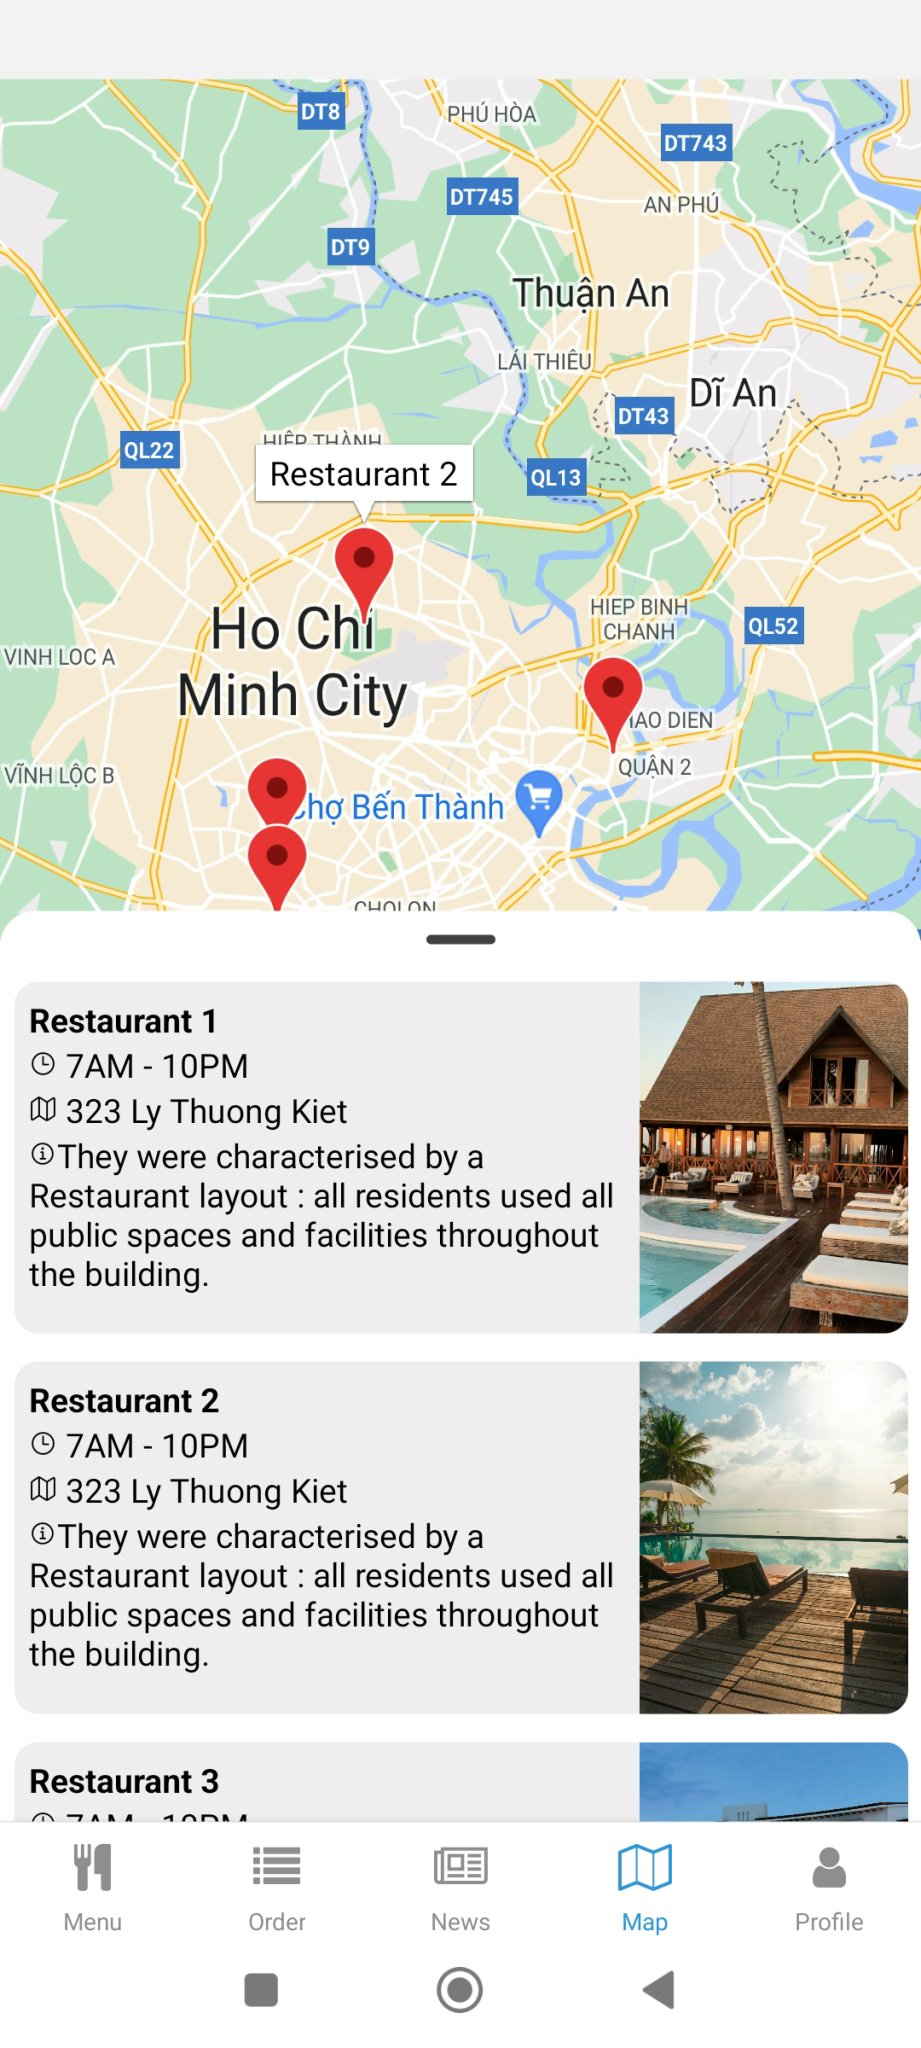 DT8
PHÚ HÒA
DT743
DT745
AN PHÚ
DT9
Thuận An
LÁI THIÊU
Dĩ An
DT43
HIỆP THÀNH
QL22
Restaurant 2
QL13
Ho Chi
Minh City
HIEP BINH
CHANH
QL52
VINH LOC A
HAO DIEN
QUẬN 2
VĨNH LỘC B
Chợ Bến Thành
CHOLON
Restaurant 1
7AM - 10PM
323 Ly Thuong Kiet
They were characterised by a
Restaurant layout : all residents used all
public spaces and facilities throughout
the building.
Restaurant 2
7AM - 10PM
323 Ly Thuong Kiet
They were characterised by a
Restaurant layout : all residents used all
public spaces and facilities throughout
the building.
Restaurant 3
7AM - 10PM
Menu
Order
News
Map
Profile